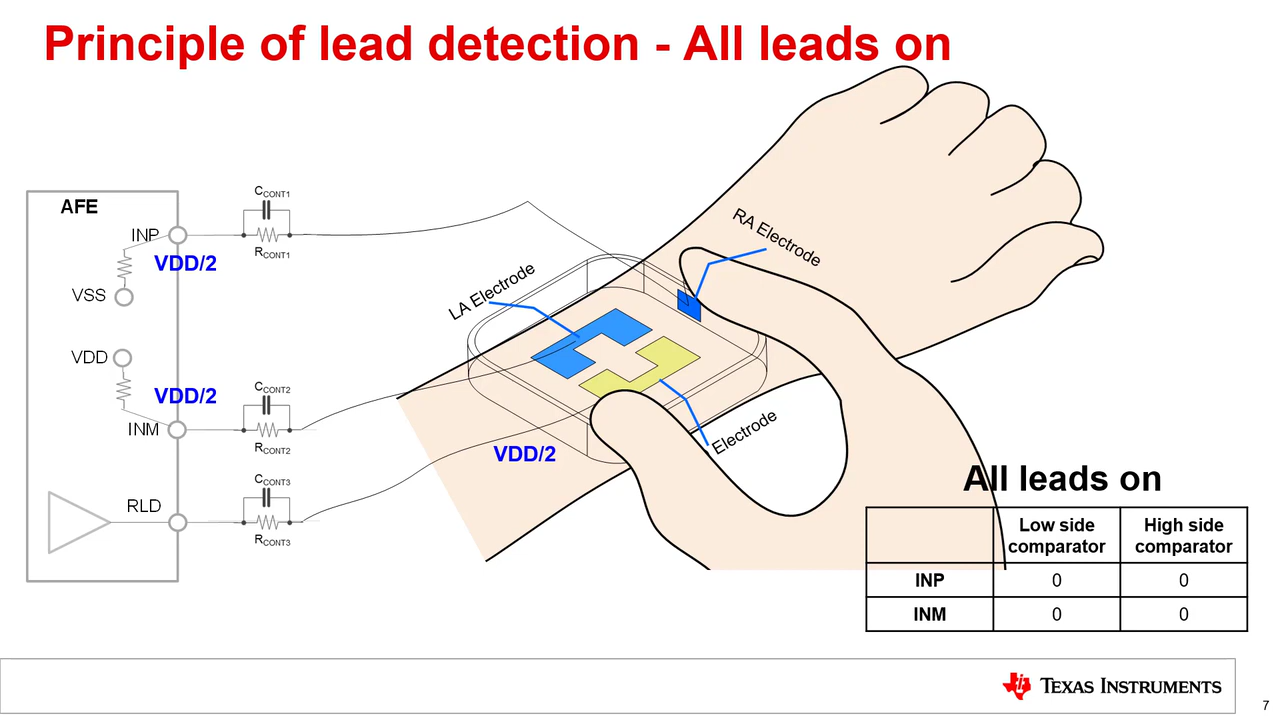 Principle of lead detection - All leads on
AFE
INP
VDD/2
VSS
VDD
VDD/2
INM
RLD
CCONT1
RCONT1
CCONT2
RCONT2
CCONT3
RCONT3
LA Electrode
RA Electrode
Electrode
VDD/2
All leads on
Low side comparator
High side comparator
INP 0 0
INM 0 0
TEXAS INSTRUMENTS
7